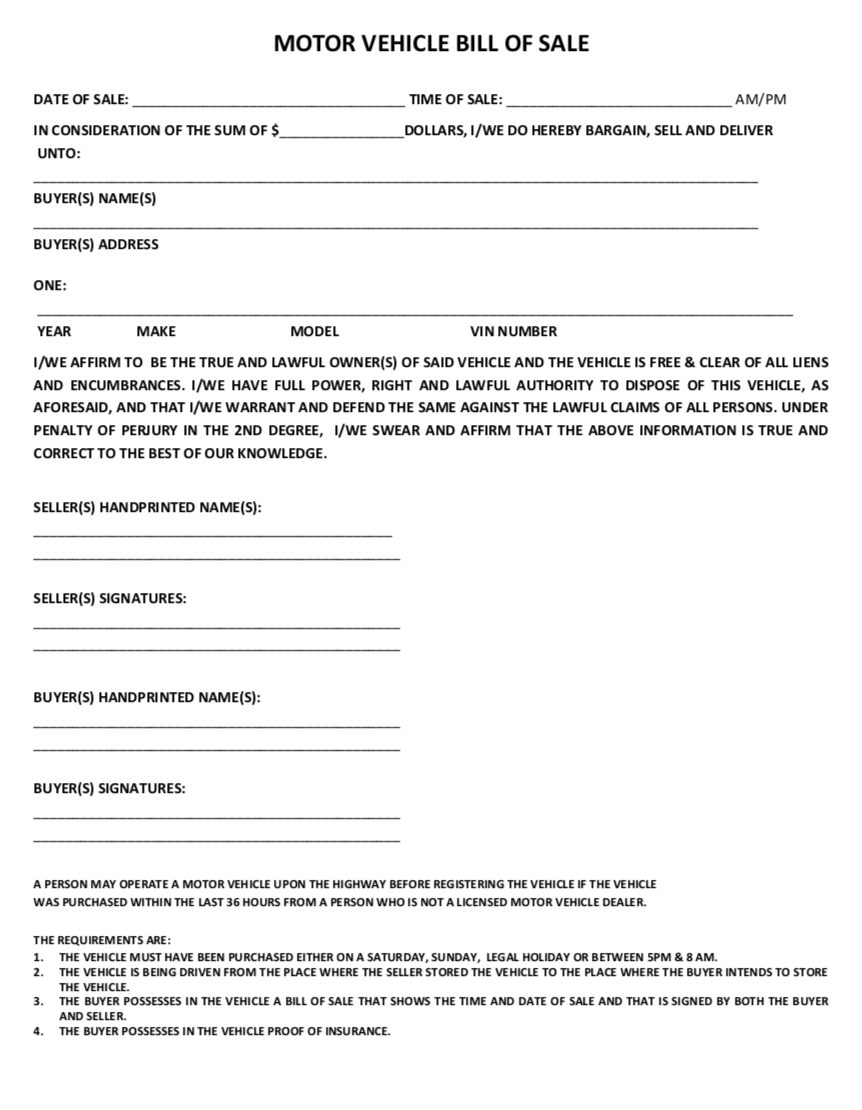 MOTOR VEHICLE BILL OF SALE
DATE OF SALE: ___________________________________ TIME OF SALE: _____________________________ AM/PM
IN CONSIDERATION OF THE SUM OF $________________DOLLARS, I/WE DO HEREBY BARGAIN, SELL AND DELIVER
UNTO:
BUYER(S) NAME(S)
BUYER(S) ADDRESS
ONE:
YEAR MAKE MODEL VIN NUMBER
I/WE AFFIRM TO BE THE TRUE AND LAWFUL OWNER(S) OF SAID VEHICLE AND THE VEHICLE IS FREE & CLEAR OF ALL LIENS
AND ENCUMBRANCES. I/WE HAVE FULL POWER, RIGHT AND LAWFUL AUTHORITY TO DISPOSE OF THIS VEHICLE, AS
AFORESAID, AND THAT I/WE WARRANT AND DEFEND THE SAME AGAINST THE LAWFUL CLAIMS OF ALL PERSONS. UNDER
PENALTY OF PERJURY IN THE 2ND DEGREE, I/WE SWEAR AND AFFIRM THAT THE ABOVE INFORMATION IS TRUE AND
CORRECT TO THE BEST OF OUR KNOWLEDGE.
SELLER(S) HANDPRINTED NAME(S):
SELLER(S) SIGNATURES:
BUYER(S) HANDPRINTED NAME(S):
BUYER(S) SIGNATURES:
A PERSON MAY OPERATE A MOTOR VEHICLE UPON THE HIGHWAY BEFORE REGISTERING THE VEHICLE IF THE VEHICLE
WAS PURCHASED WITHIN THE LAST 36 HOURS FROM A PERSON WHO IS NOT A LICENSED MOTOR VEHICLE DEALER.
THE REQUIREMENTS ARE:
1. THE VEHICLE MUST HAVE BEEN PURCHASED EITHER ON A SATURDAY, SUNDAY, LEGAL HOLIDAY OR BETWEEN 5PM & 8 AM.
2. THE VEHICLE IS BEING DRIVEN FROM THE PLACE WHERE THE SELLER STORED THE VEHICLE TO THE PLACE WHERE THE BUYER INTENDS TO STORE
THE VEHICLE.
3. THE BUYER POSSESSES IN THE VEHICLE A BILL OF SALE THAT SHOWS THE TIME AND DATE OF SALE AND THAT IS SIGNED BY BOTH THE BUYER
AND SELLER.
4. THE BUYER POSSESSES IN THE VEHICLE PROOF OF INSURANCE.